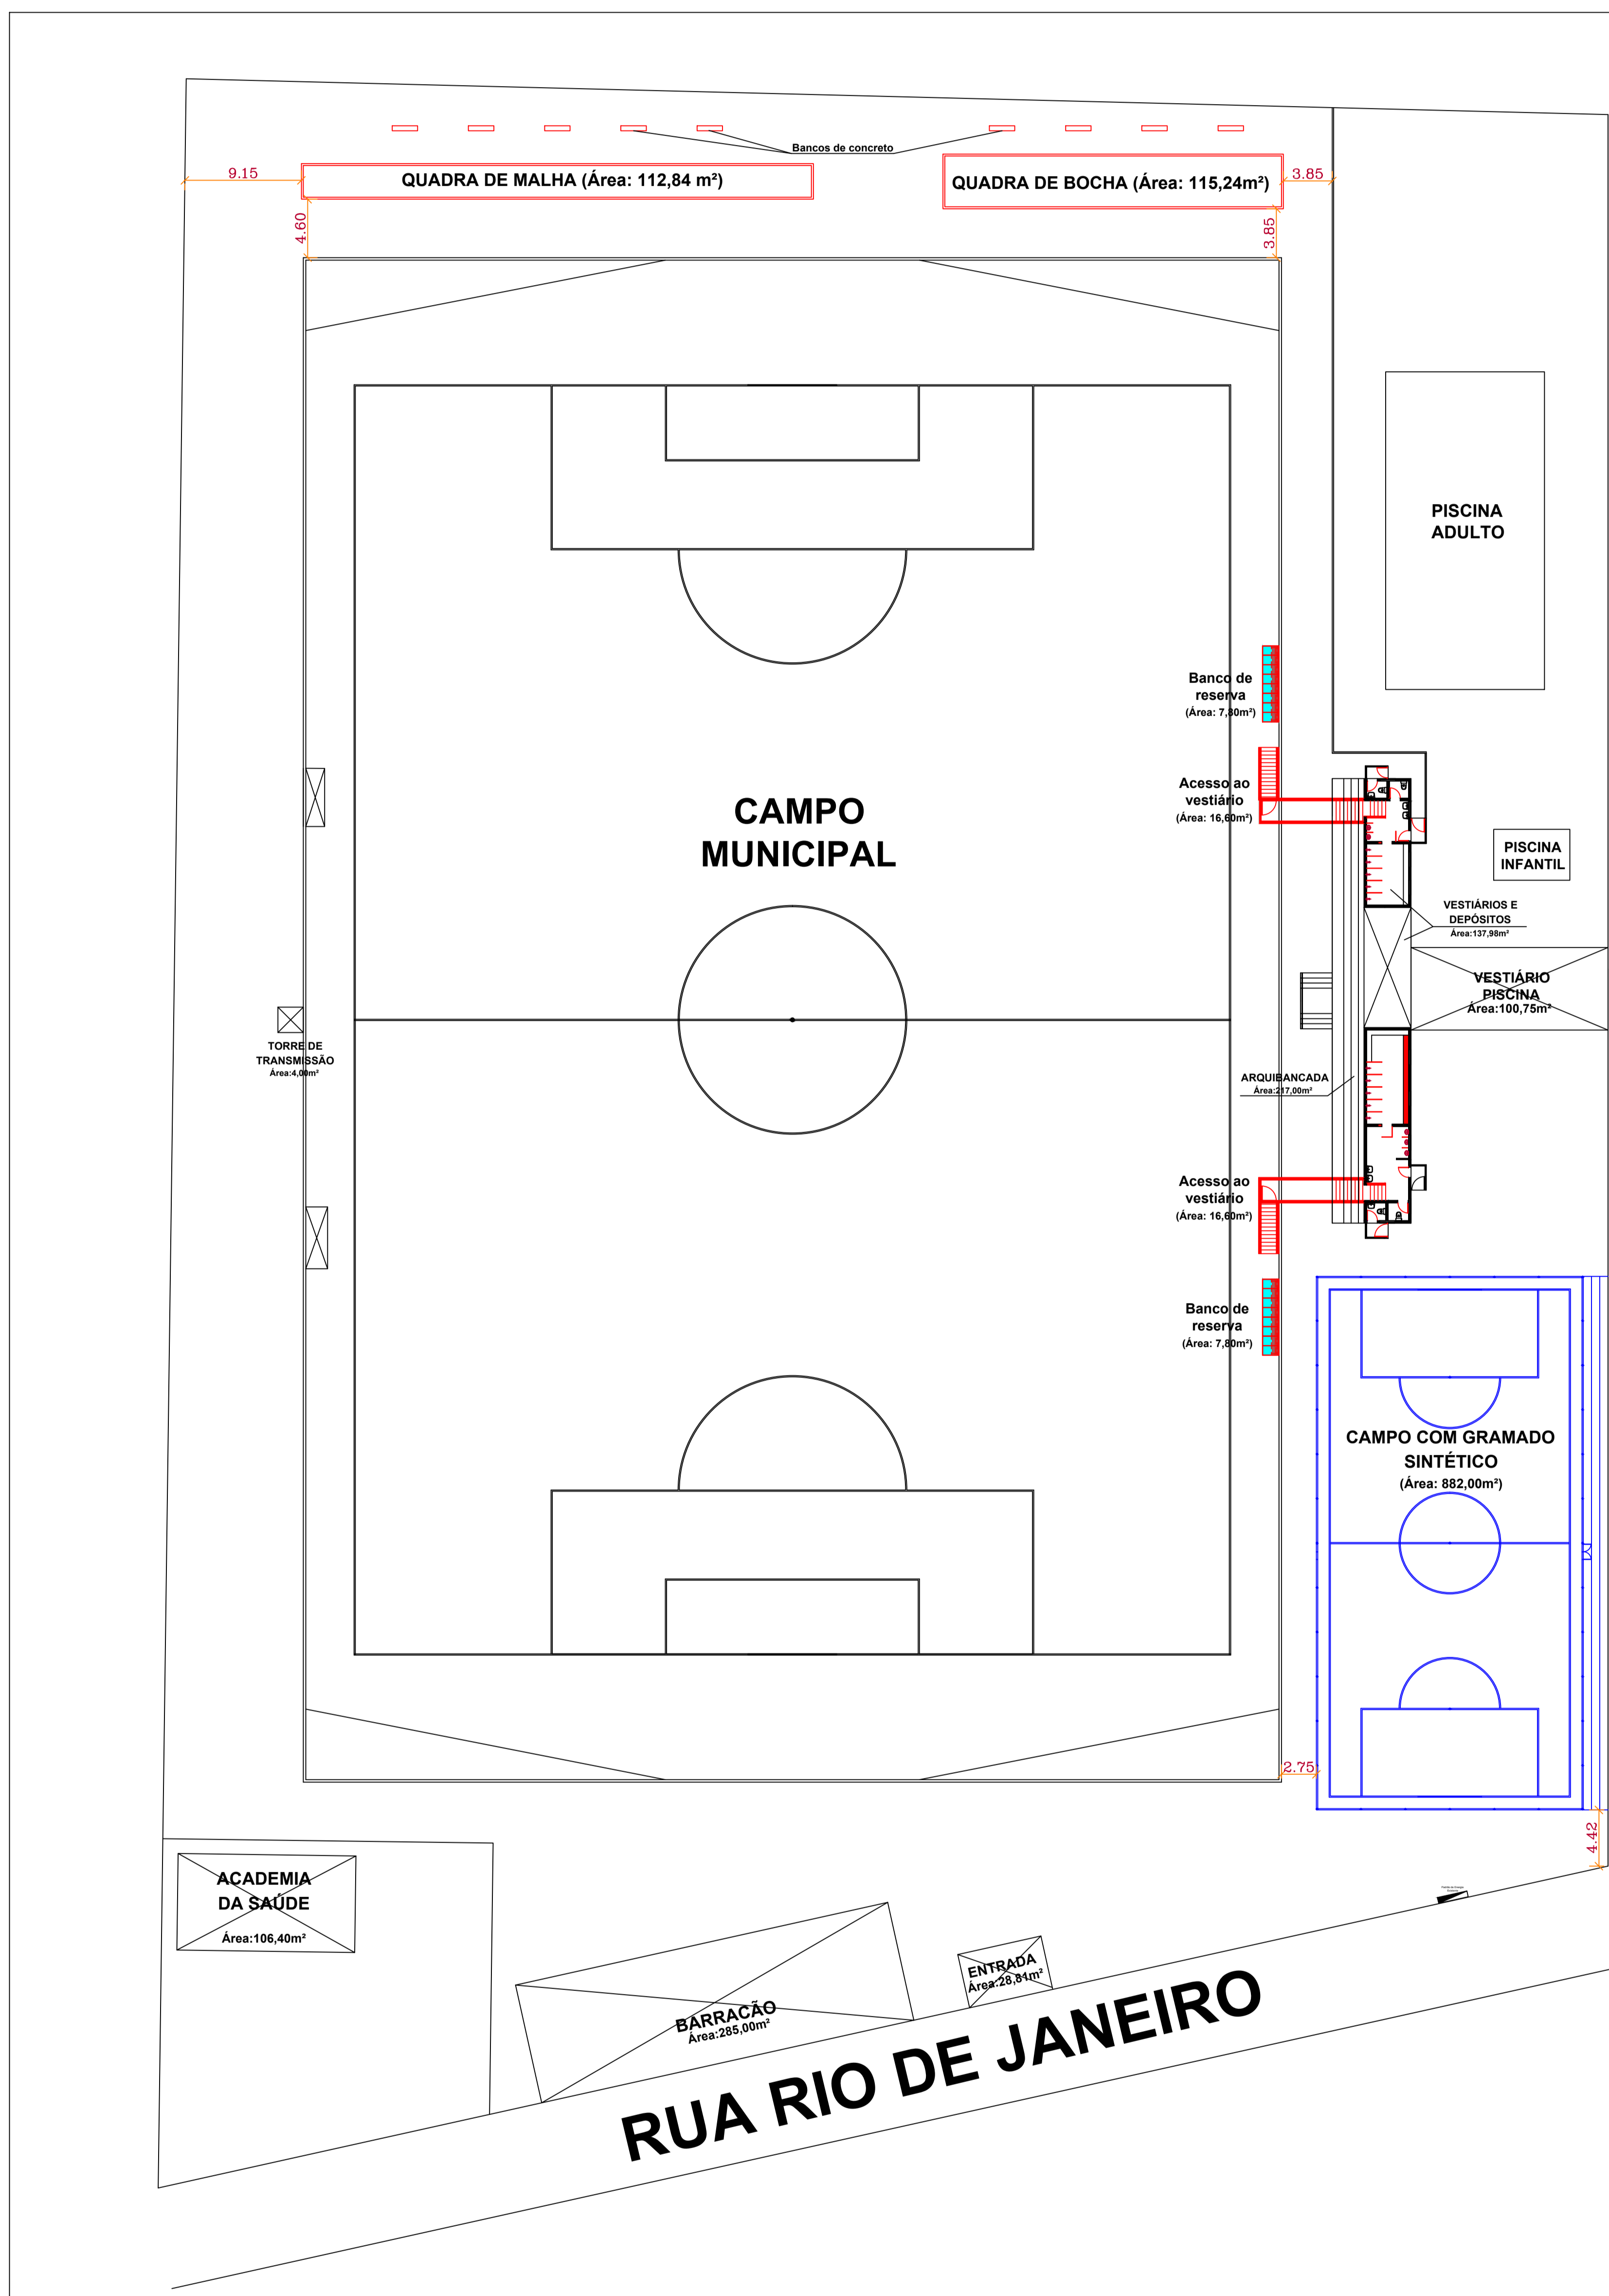 Bancos de concreto
9.15
QUADRA DE MALHA (Área: 112,84 m²)
QUADRA DE BOCHA (Área: 115,24m²)
3.85
4.60
3.85
PISCINA
ADULTO
Banco de
reserva
(Área: 7,80m²)
Acesso ao
vestiário
(Área: 16,60m²)
CAMPO
MUNICIPAL
PISCINA
INFANTIL
VESTIÁRIOS E
DEPÓSITOS
Área:137,98m²
VESTIÁRIO
PISCINA
Área:100,75m²
TORRE DE
TRANSMISSÃO
Área:4,00m²
ARQUIBANCADA
Área:217,00m²
Acesso ao
vestiário
(Área: 16,60m²)
Banco de
reserva
(Área: 7,80m²)
CAMPO COM GRAMADO
SINTÉTICO
(Área: 882,00m²)
2.75
4.42
ACADEMIA
DA SAÚDE
Área:106,40m²
ENTRADA
Área:28,81m²
BARRACÃO
Área:285,00m²
RUA RIO DE JANEIRO